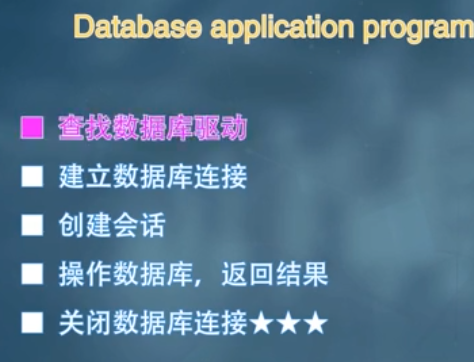 Database application program
查找数据库驱动
建立数据库连接
创建会话
操作数据库，返回结果
关闭数据库连接★★★